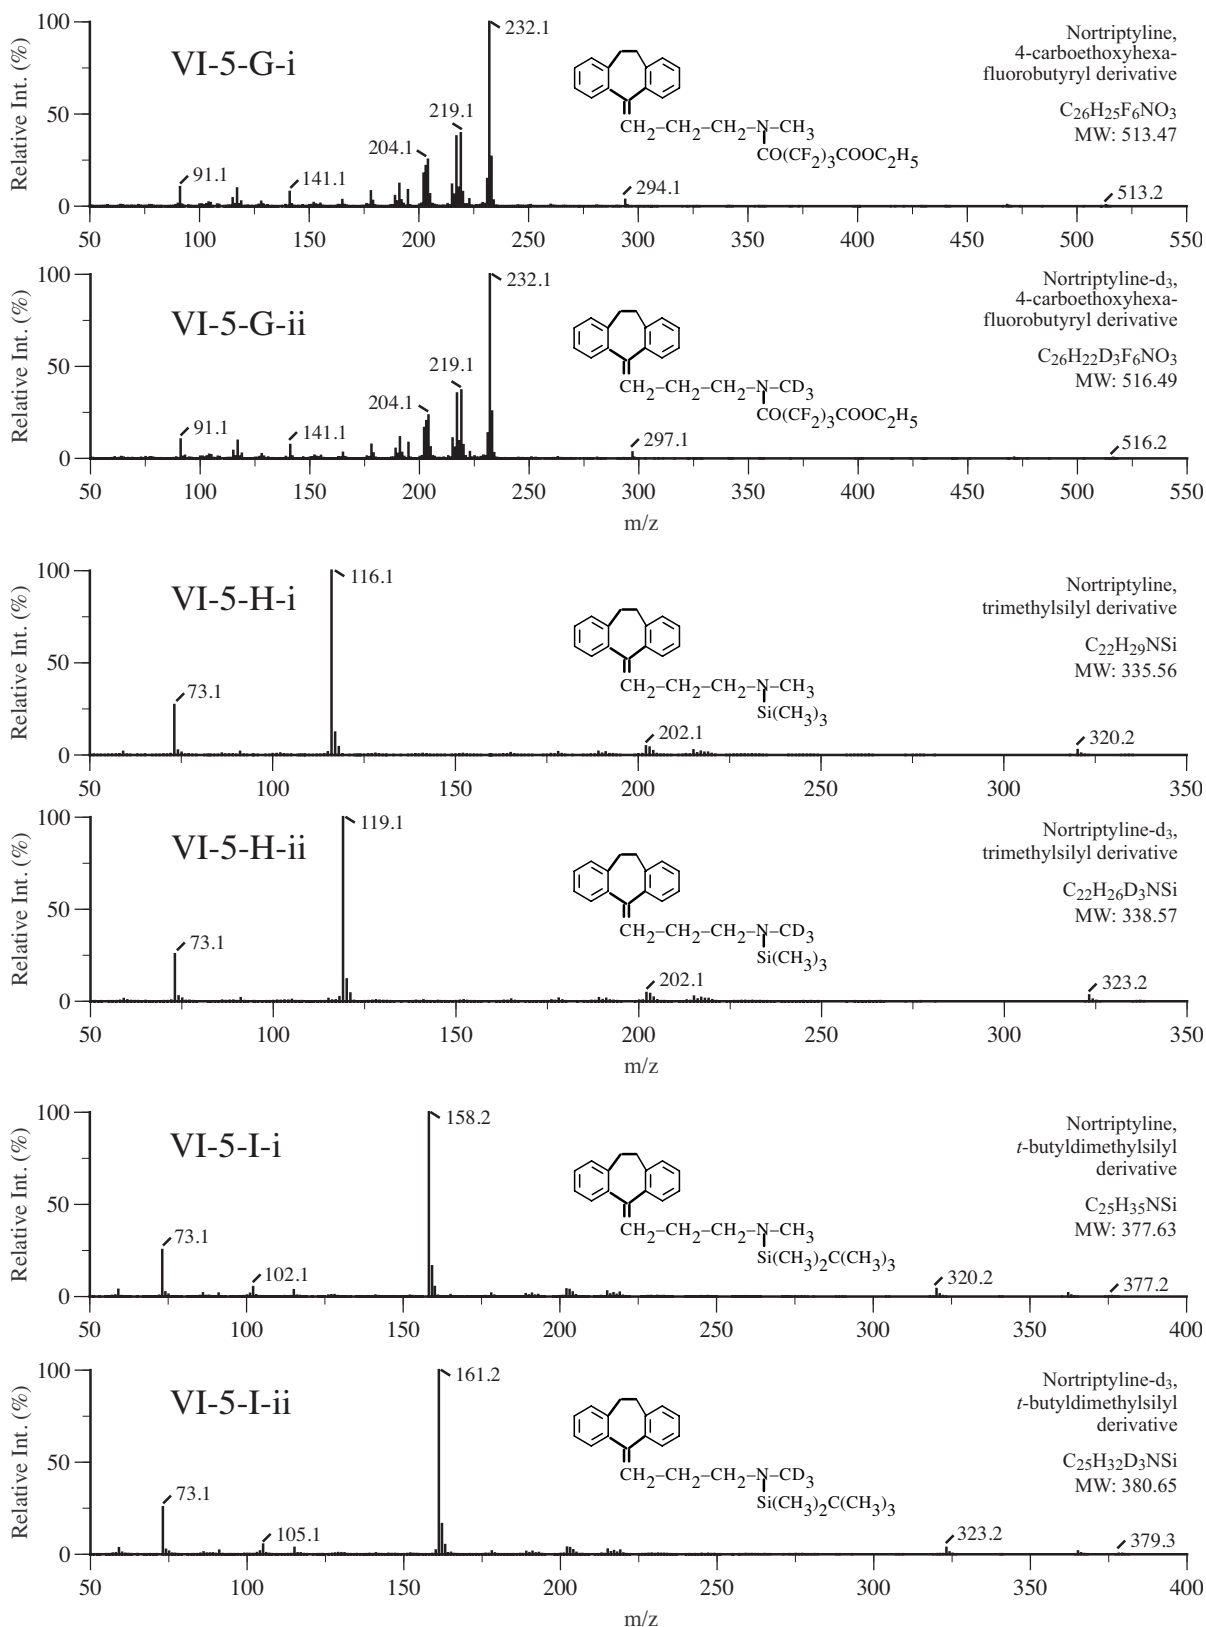 Relative Int. (%)
100
50
0
VI-5-G-i
91.1
141.1
204.1
219.1
232.1
294.1
513.2
CH₂–CH₂–CH₂–N–CH₃
CO(CF₂)₃COOC₂H₅
Nortriptyline,
4-carboethoxyhexa-
fluorobutyryl derivative
C₂₆H₂₅F₆NO₃
MW: 513.47
50 100 150 200 250 300 350 400 450 500 550
Relative Int. (%)
100
50
0
VI-5-G-ii
91.1
141.1
204.1
219.1
232.1
297.1
516.2
CH₂–CH₂–CH₂–N–CD₃
CO(CF₂)₃COOC₂H₅
Nortriptyline-d₃,
4-carboethoxyhexa-
fluorobutyryl derivative
C₂₆H₂₂D₃F₆NO₃
MW: 516.49
50 100 150 200 250 300 350 400 450 500 550
m/z
Relative Int. (%)
100
50
0
VI-5-H-i
73.1
116.1
202.1
320.2
CH₂–CH₂–CH₂–N–CH₃
Si(CH₃)₃
Nortriptyline,
trimethylsilyl derivative
C₂₂H₂₉NSi
MW: 335.56
50 100 150 200 250 300 350
Relative Int. (%)
100
50
0
VI-5-H-ii
73.1
119.1
202.1
323.2
CH₂–CH₂–CH₂–N–CD₃
Si(CH₃)₃
Nortriptyline-d₃,
trimethylsilyl derivative
C₂₂H₂₆D₃NSi
MW: 338.57
50 100 150 200 250 300 350
m/z
Relative Int. (%)
100
50
0
VI-5-I-i
73.1
102.1
158.2
320.2
377.2
CH₂–CH₂–CH₂–N–CH₃
Si(CH₃)₂C(CH₃)₃
Nortriptyline,
t-butyldimethylsilyl
derivative
C₂₅H₃₅NSi
MW: 377.63
50 100 150 200 250 300 350 400
Relative Int. (%)
100
50
0
VI-5-I-ii
73.1
105.1
161.2
323.2
379.3
CH₂–CH₂–CH₂–N–CD₃
Si(CH₃)₂C(CH₃)₃
Nortriptyline-d₃,
t-butyldimethylsilyl
derivative
C₂₅H₃₂D₃NSi
MW: 380.65
50 100 150 200 250 300 350 400
m/z